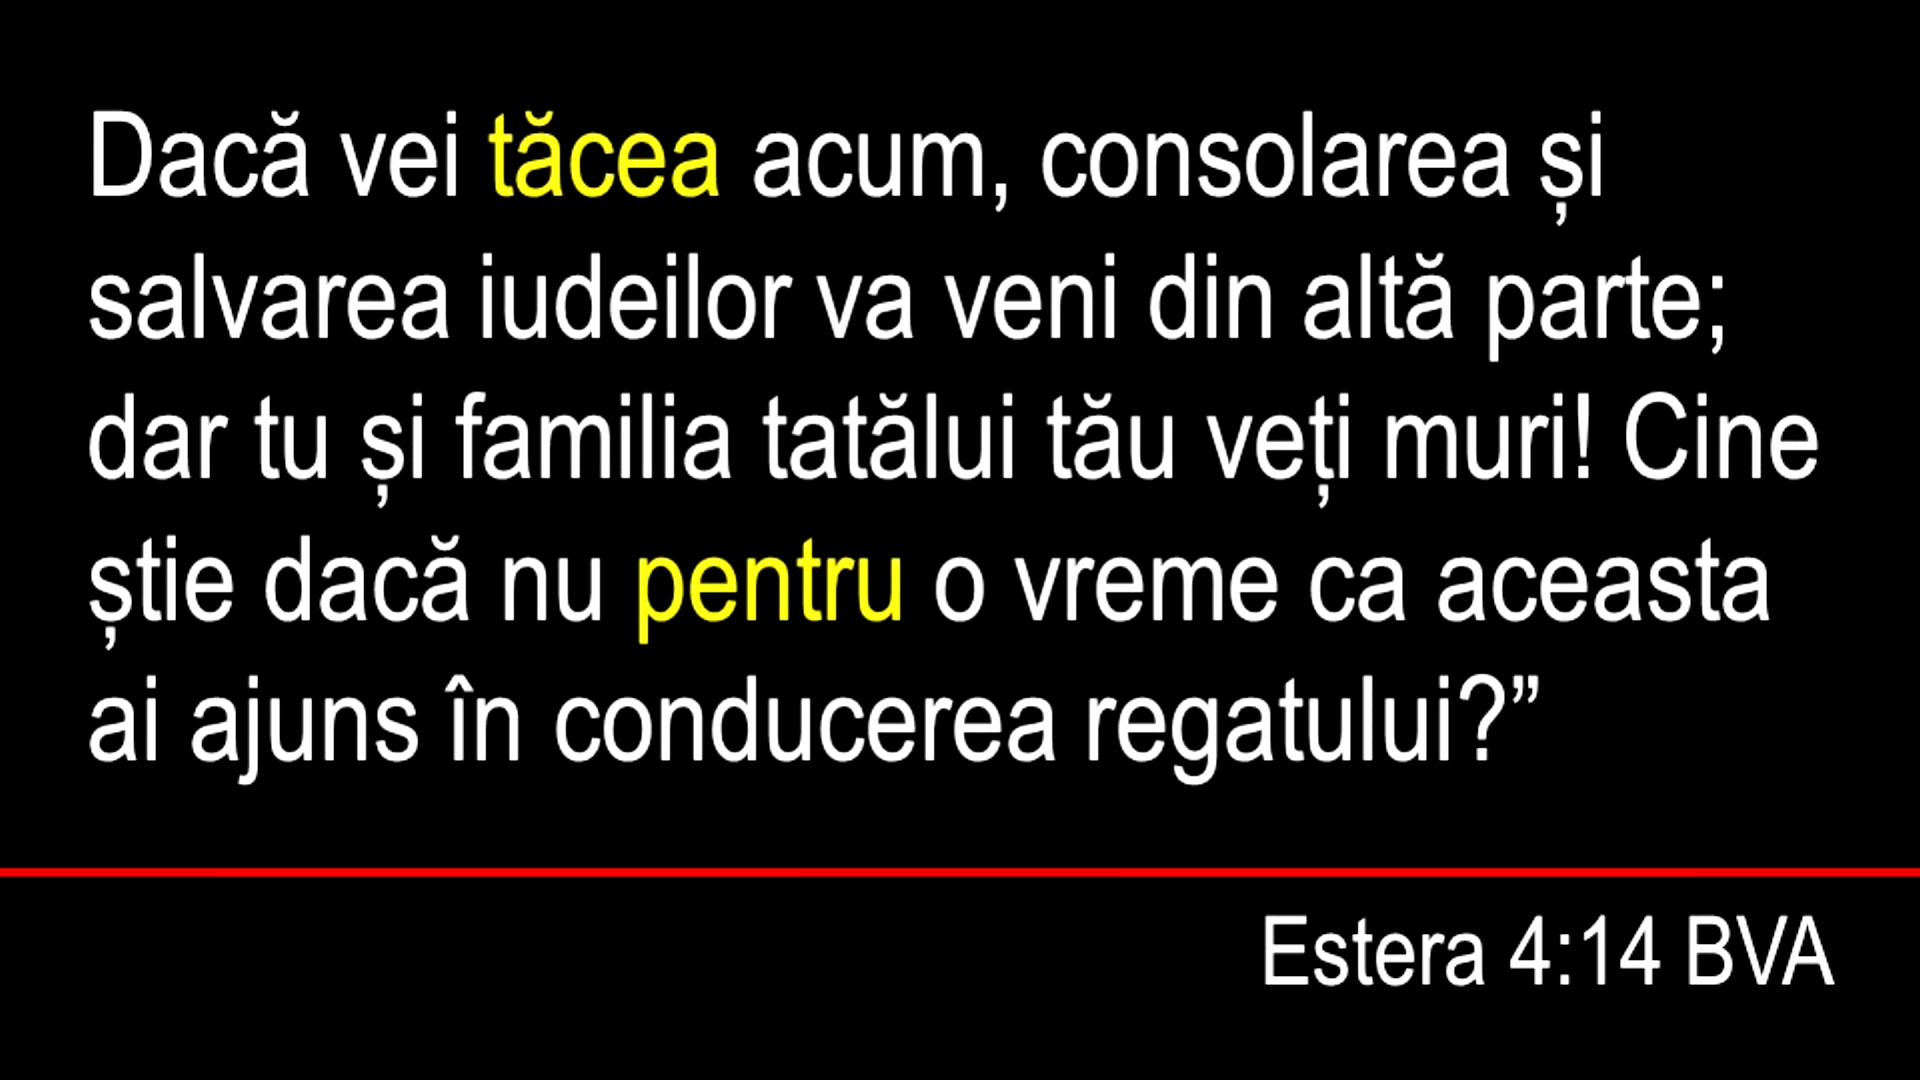 Dacă vei tăcea acum, consolarea și
salvarea iudeilor va veni din altă parte;
dar tu și familia tatălui tău veți muri! Cine
știe dacă nu pentru o vreme ca aceasta
ai ajuns în conducerea regatului?”
Estera 4:14 BVA